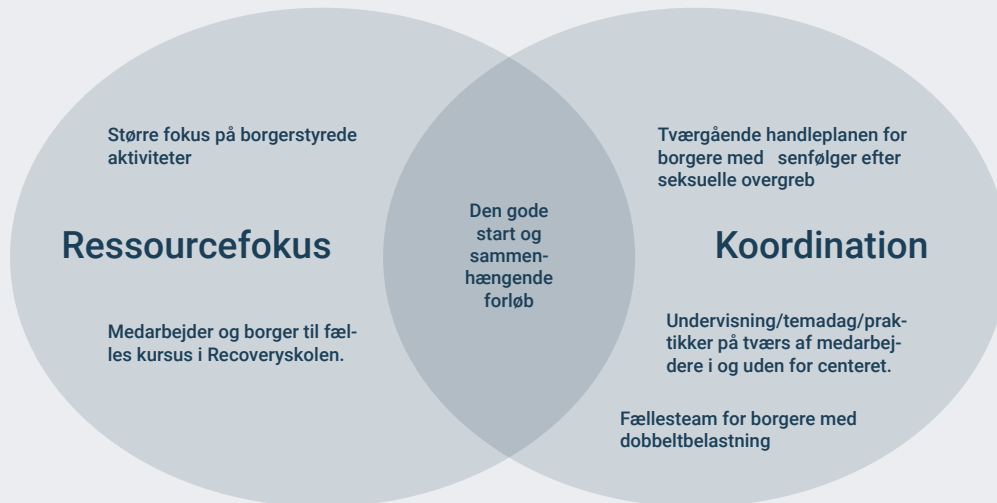 Større fokus på borgerstyrede
aktiviteter
Ressourcefokus
Medarbejder og borger til fæl-
les kursus i Recoveryskolen.
Den gode
start og
sammen-
hængende
forløb
Tværgående handleplanen for
borgere med   senfølger efter
seksuelle overgreb
Koordination
Undervisning/temadag/prak-
tikker på tværs af medarbej-
dere i og uden for centeret.
Fællesteam for borgere med
dobbeltbelastning